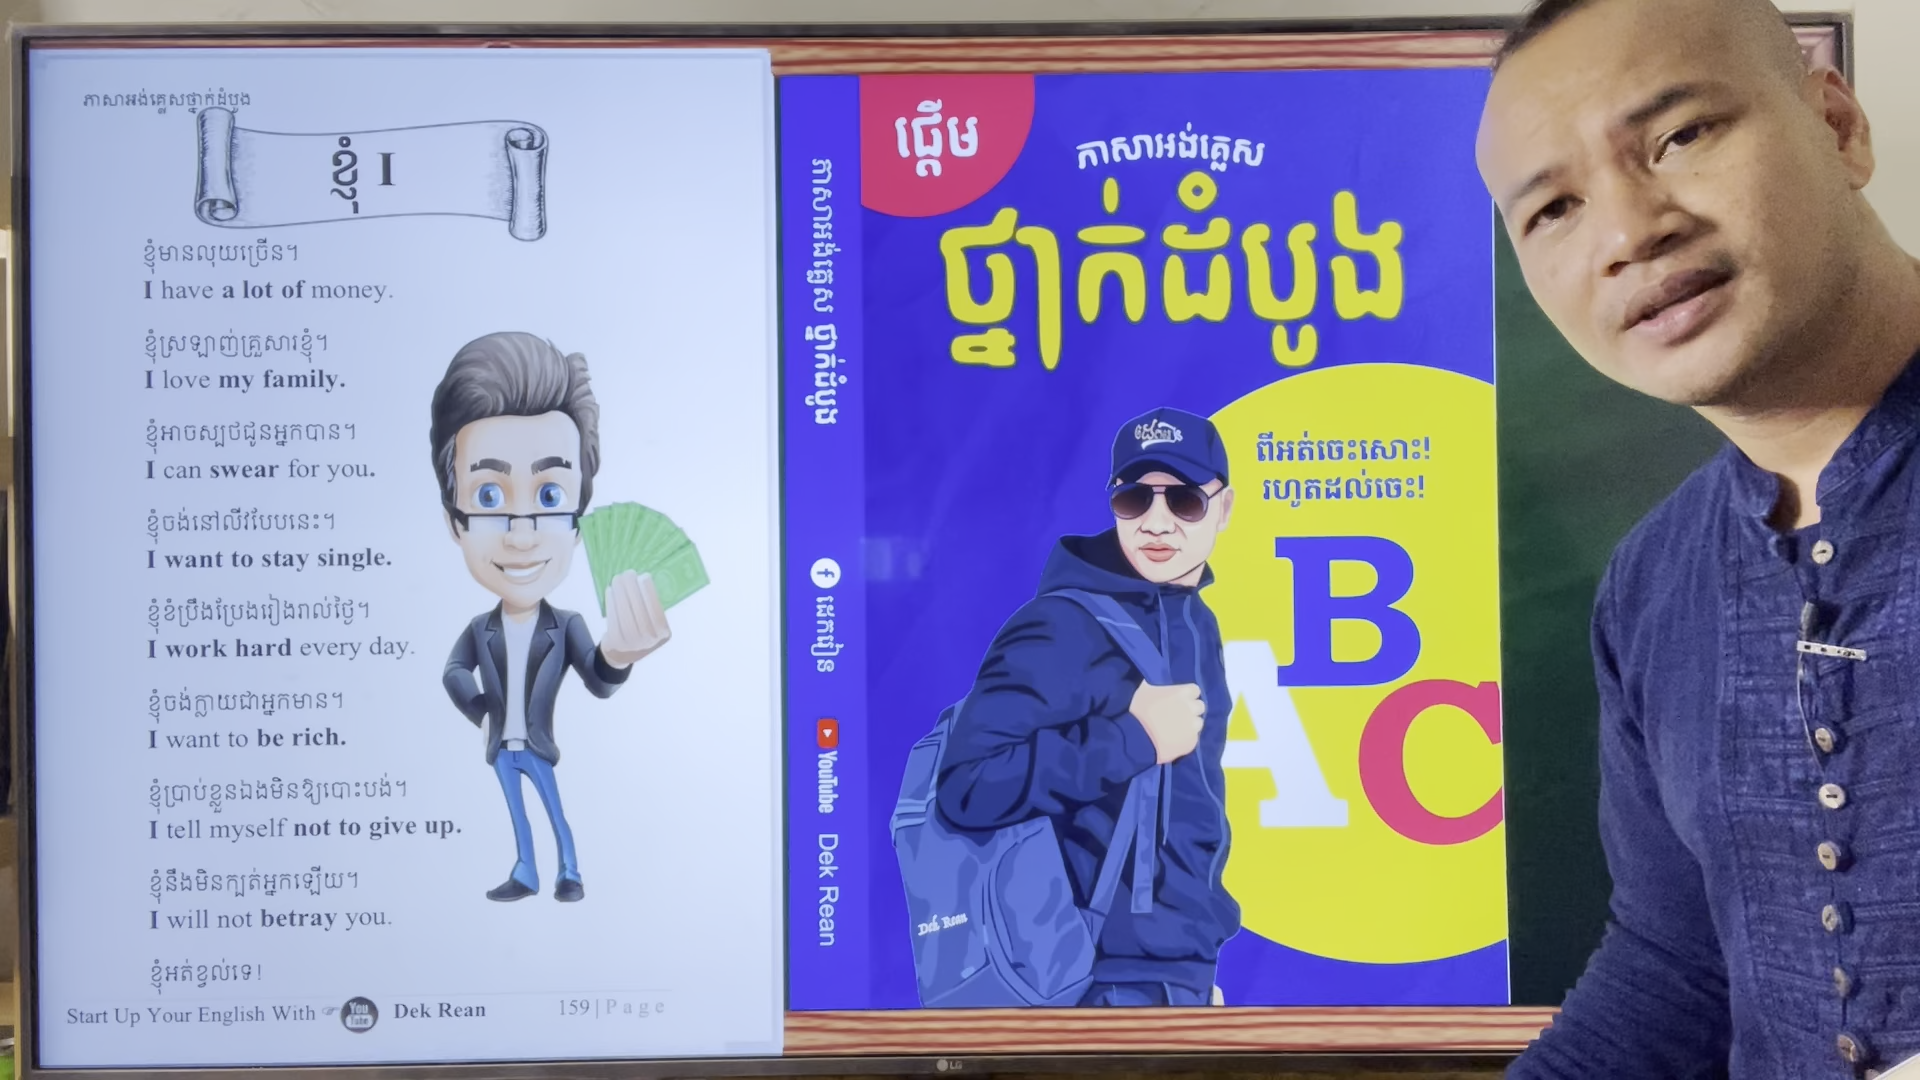 ភាសាអង់គ្លេសថ្នាក់ដំបូង
ខ្ញុំ I
ខ្ញុំមានលុយច្រើន។
I have a lot of money.
ខ្ញុំស្រឡាញ់គ្រួសារខ្ញុំ។
I love my family.
ខ្ញុំអាចស្បថជូនអ្នកបាន។
I can swear for you.
ខ្ញុំចង់នៅលីវបែបនេះ។
I want to stay single.
ខ្ញុំខំប្រឹងប្រែងរៀងរាល់ថ្ងៃ។
I work hard every day.
ខ្ញុំចង់ក្លាយជាអ្នកមាន។
I want to be rich.
ខ្ញុំប្រាប់ខ្លួនឯងមិនឱ្យបោះបង់។
I tell myself not to give up.
ខ្ញុំនឹងមិនក្បត់អ្នកឡើយ។
I will not betray you.
ខ្ញុំអត់ខ្វល់ទេ!
Start Up Your English With ☞ You Tube Dek Rean
159 | Page
ភាសាអង់គ្លេស ថ្នាក់ដំបូង
ដេករៀន
YouTube Dek Rean
ផ្ដើម
ភាសាអង់គ្លេស
ថ្នាក់ដំបូង
ពីអត់ចេះសោះ!
រហូតដល់ចេះ!
ដេករៀន
ABC
Dek Rean
LG